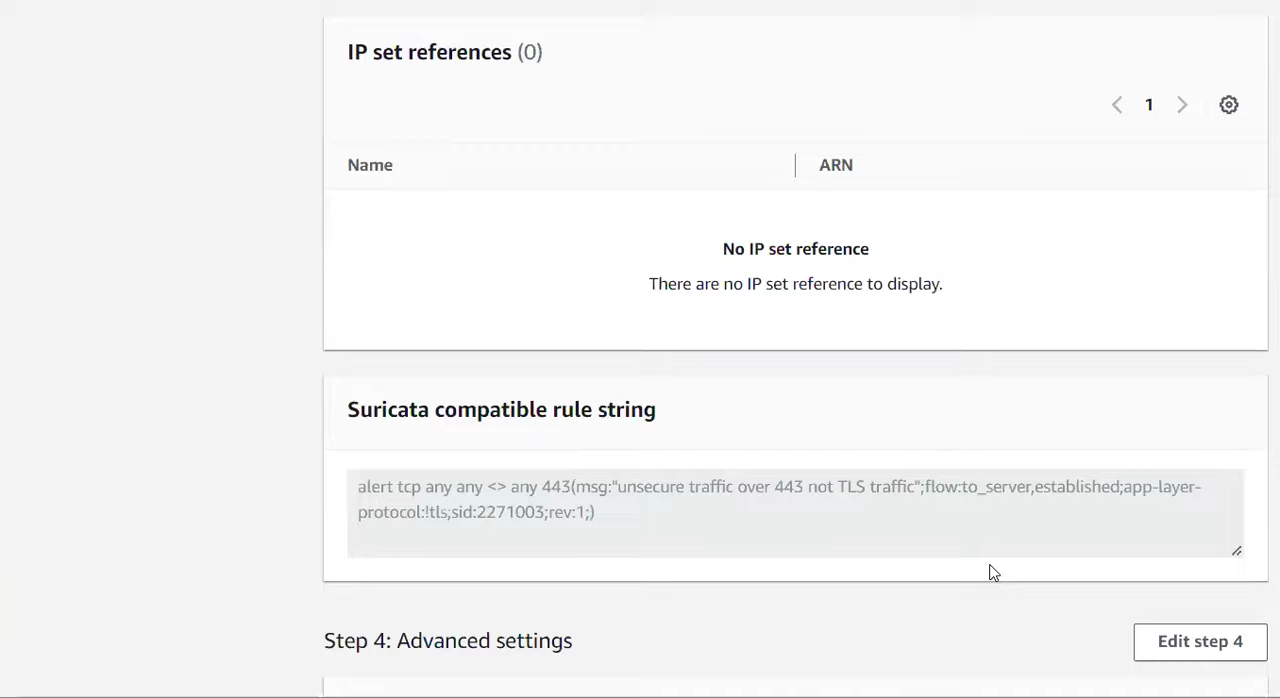 IP set references (0)
1
Name
ARN
No IP set reference
There are no IP set reference to display.
Suricata compatible rule string
alert tcp any any <> any 443(msg:"unsecure traffic over 443 not TLS traffic";flow:to_server,established;app-layer-
protocol:!tls;sid:2271003;rev:1;)
Step 4: Advanced settings
Edit step 4